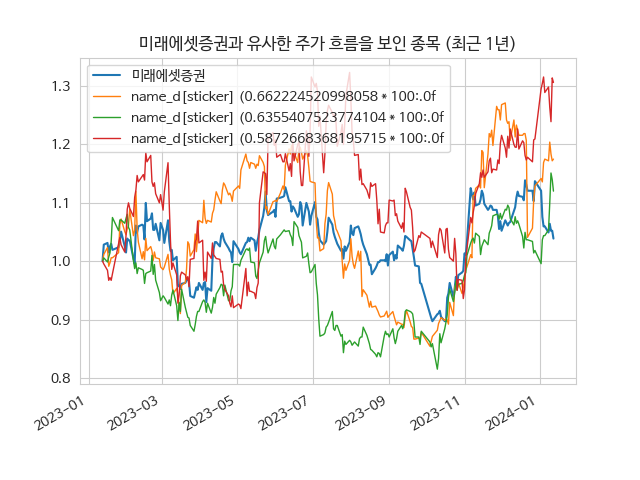 미래에셋증권과 유사한 주가 흐름을 보인 종목 (최근 1년)
미래에셋증권
name_d[sticker] (0.662224520998058 * 100:.0f
name_d[sticker] (0.6355407523774104 * 100:.0f
name_d[sticker] (0.5872668368195715 * 100:.0f
1.3
1.2
1.1
1.0
0.9
0.8
2023-01
2023-03
2023-05
2023-07
2023-09
2023-11
2024-01